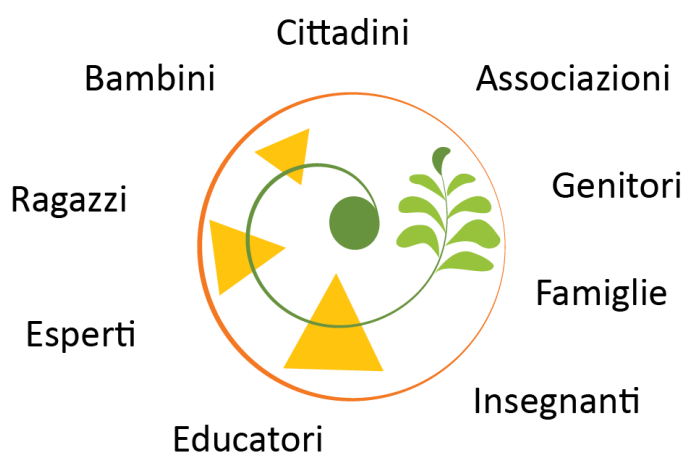 Cittadini
Bambini
Associazioni
Ragazzi
Genitori
Famiglie
Esperti
Insegnanti
Educatori